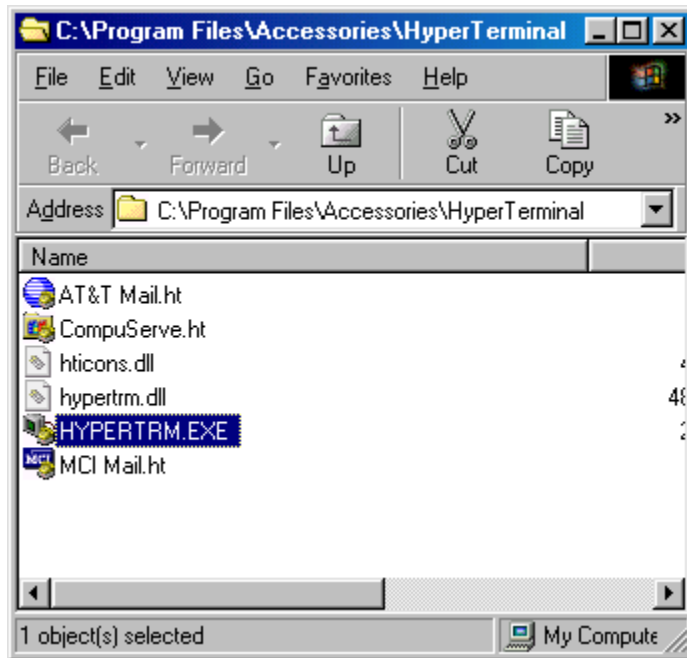 C:\Program Files\Accessories\HyperTerminal
File Edit View Go Favorites Help
Back Forward Up Cut Copy »
Address C:\Program Files\Accessories\HyperTerminal
Name
AT&T Mail.ht
CompuServe.ht
hticons.dll
hypertrm.dll 48
HYPERTRM.EXE 2
MCI Mail.ht
1 object(s) selected My Compute